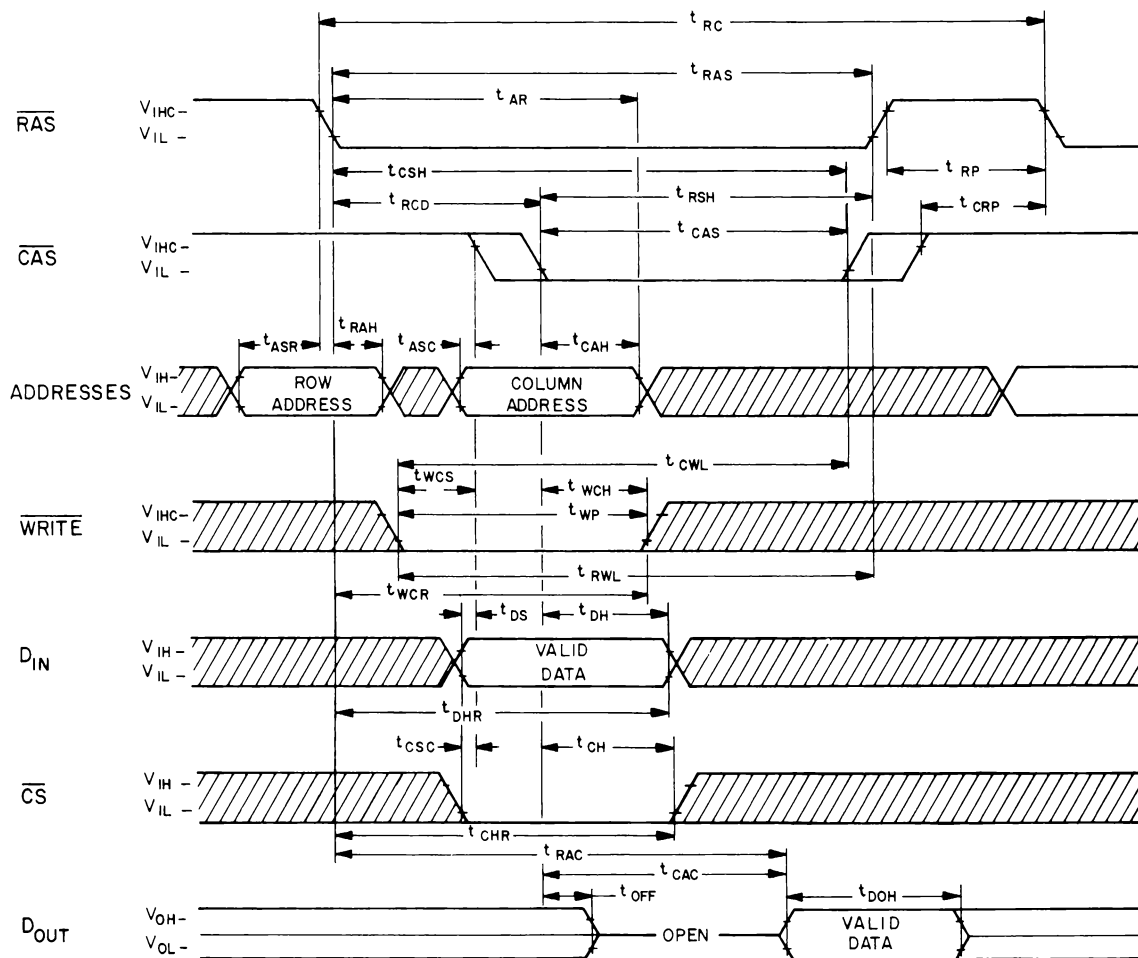 t RC
t RAS
t AR
RAS
V IHC -
V IL -
t CSH
t RSH
t RP
t RCD
t CAS
t CRP
CAS
V IHC -
V IL -
t ASR
t RAH
t ASC
t CAH
ADDRESSES
V IH -
V IL -
ROW ADDRESS
COLUMN ADDRESS
t CWL
t WCS
t WCH
t WP
WRITE
V IHC -
V IL -
t RWL
t WCR
t DS
t DH
D IN
V IH -
V IL -
VALID DATA
t DHR
t CSC
t CH
CS
V IH -
V IL -
t CHR
t RAC
t CAC
t OFF
t DOH
D OUT
V OH -
V OL -
OPEN
VALID DATA